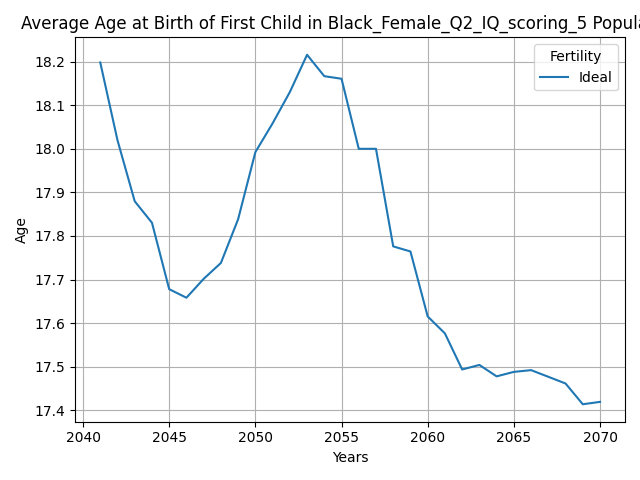 Average Age at Birth of First Child in Black_Female_Q2_IQ_scoring_5 Popula
Fertility
Ideal
18.2
18.1
18.0
17.9
17.8
17.7
17.6
17.5
17.4
Age
2040 2045 2050 2055 2060 2065 2070
Years